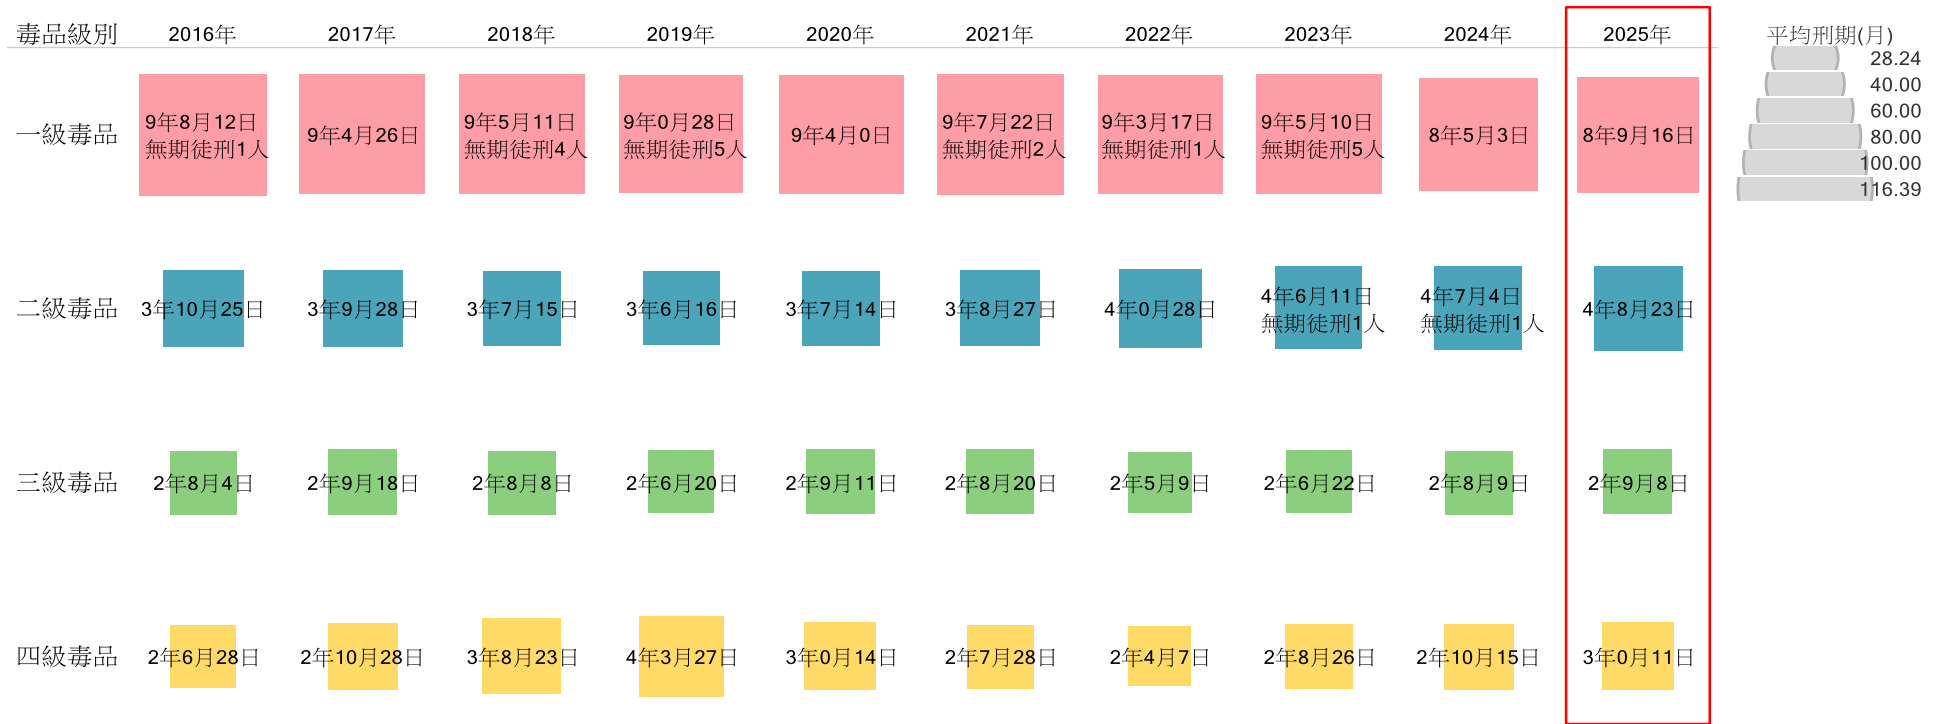 毒品級別 2016年 2017年 2018年 2019年 2020年 2021年 2022年 2023年 2024年 2025年 平均刑期(月)
28.24
40.00
60.00
80.00
100.00
116.39
一級毒品 9年8月12日 9年4月26日 9年5月11日 9年0月28日 9年4月0日 9年7月22日 9年3月17日 9年5月10日 8年5月3日 8年9月16日
無期徒刑1人 無期徒刑4人 無期徒刑5人 無期徒刑2人 無期徒刑1人 無期徒刑5人
二級毒品 3年10月25日 3年9月28日 3年7月15日 3年6月16日 3年7月14日 3年8月27日 4年0月28日 4年6月11日 4年7月4日 4年8月23日
無期徒刑1人 無期徒刑1人
三級毒品 2年8月4日 2年9月18日 2年8月8日 2年6月20日 2年9月11日 2年8月20日 2年5月9日 2年6月22日 2年8月9日 2年9月8日
四級毒品 2年6月28日 2年10月28日 3年8月23日 4年3月27日 3年0月14日 2年7月28日 2年4月7日 2年8月26日 2年10月15日 3年0月11日